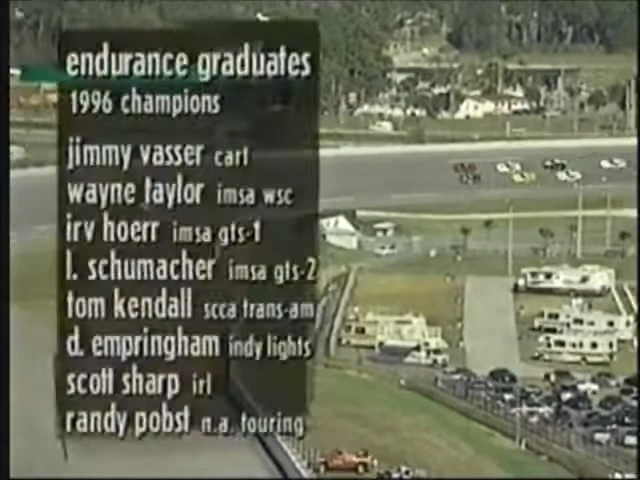 endurance graduates
1996 champions
jimmy vasser cart
wayne taylor imsa wsc
irv hoerr imsa gts-1
l. schumacher imsa gts-2
tom kendall scca trans-am
d. empringham indy lights
scott sharp irl
randy pobst n.a. touring